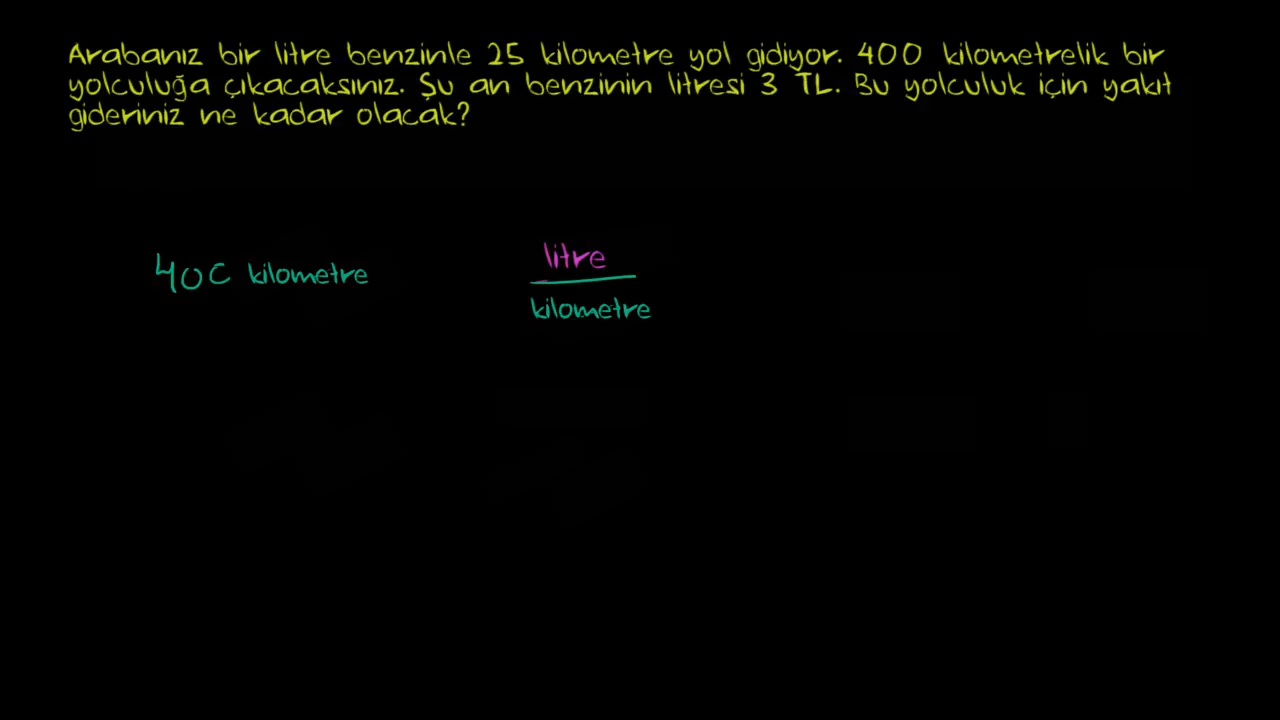 Arabanız bir litre benzinle 25 kilometre yol gidiyor. 400 kilometrelik bir
yolculuğa çıkacaksınız. Şu an benzinin litresi 3 TL. Bu yolculuk için yakıt
gideriniz ne kadar olacak?
400 kilometre
litre
kilometre